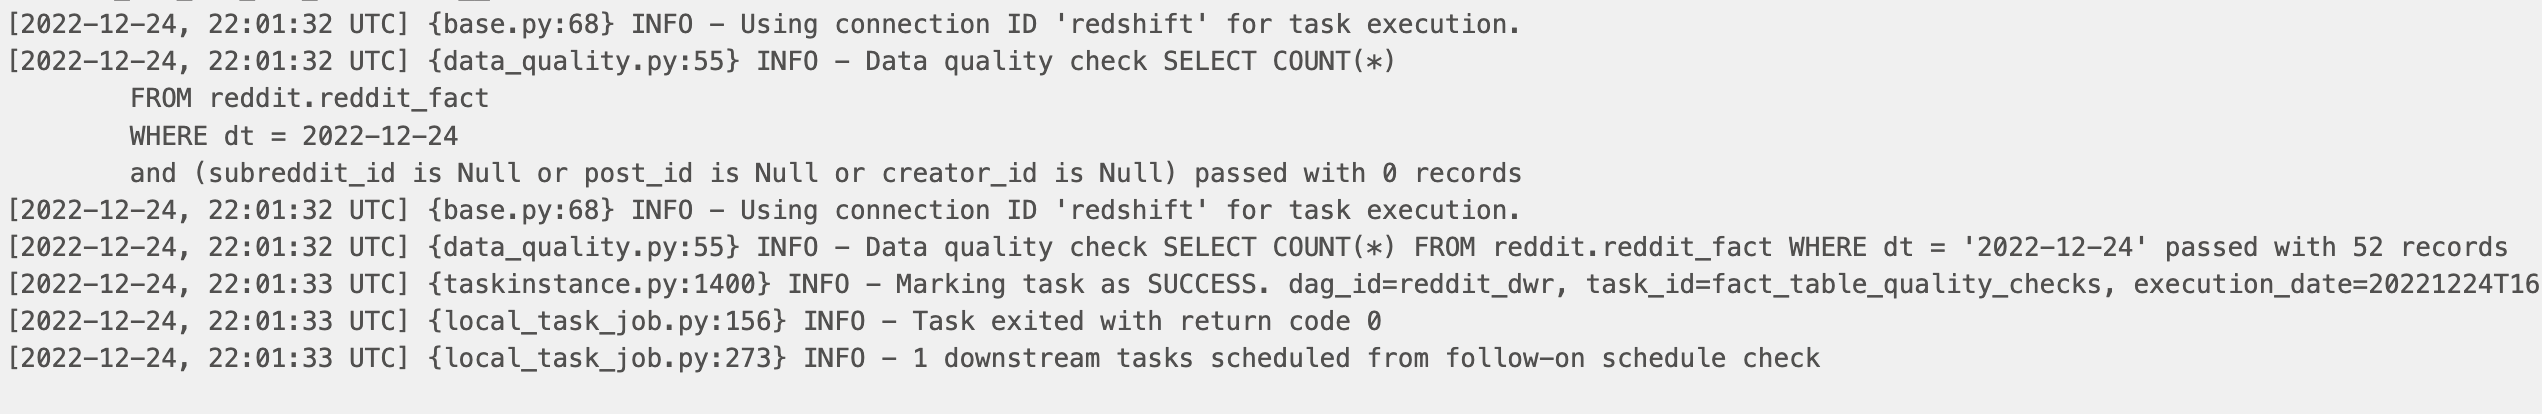 [2022-12-24, 22:01:32 UTC] {base.py:68} INFO - Using connection ID 'redshift' for task execution.
[2022-12-24, 22:01:32 UTC] {data_quality.py:55} INFO - Data quality check SELECT COUNT(*)
        FROM reddit.reddit_fact
        WHERE dt = 2022-12-24
        and (subreddit_id is Null or post_id is Null or creator_id is Null) passed with 0 records
[2022-12-24, 22:01:32 UTC] {base.py:68} INFO - Using connection ID 'redshift' for task execution.
[2022-12-24, 22:01:32 UTC] {data_quality.py:55} INFO - Data quality check SELECT COUNT(*) FROM reddit.reddit_fact WHERE dt = '2022-12-24' passed with 52 records
[2022-12-24, 22:01:33 UTC] {taskinstance.py:1400} INFO - Marking task as SUCCESS. dag_id=reddit_dwr, task_id=fact_table_quality_checks, execution_date=20221224T16
[2022-12-24, 22:01:33 UTC] {local_task_job.py:156} INFO - Task exited with return code 0
[2022-12-24, 22:01:33 UTC] {local_task_job.py:273} INFO - 1 downstream tasks scheduled from follow-on schedule check